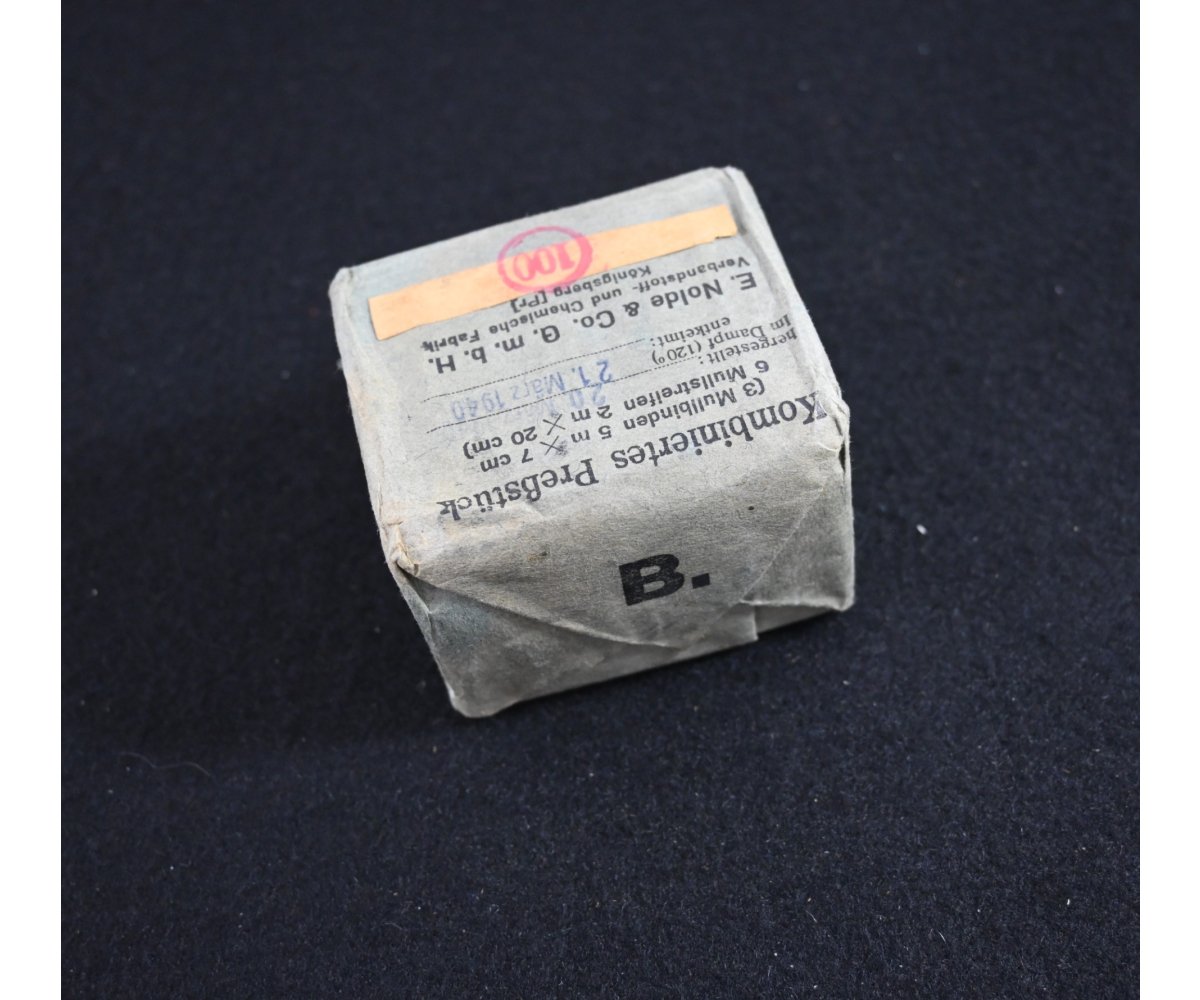 Kombiniertes Preßstück
(3 Mullbinden 5 m × 7 cm
6 Mullstreifen 2 m × 20 cm)
hergestellt: 20.
Im Dampf (120°)
entkeimt: 21. März 1940
E. Nolde & Co. G. m. b. H.
Verbandstoff- und Chemische Fabrik
Königsberg [Pr]
100
B.